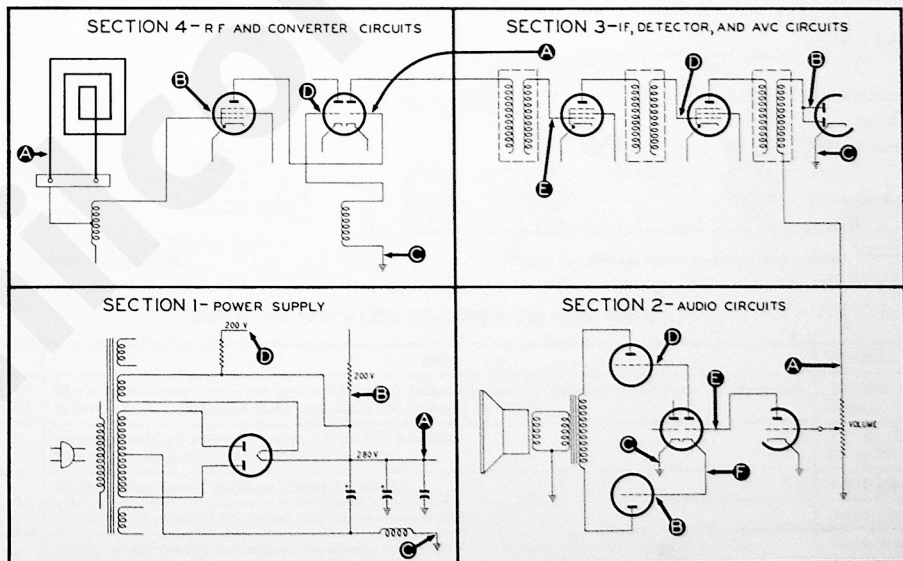 SECTION 4- RF AND CONVERTER CIRCUITS
A
B
D
A
C
SECTION 3-IF, DETECTOR, AND AVC CIRCUITS
D
B
E
C
SECTION 1- POWER SUPPLY
200 V
D
200 V
B
A
280 V
C
SECTION 2- AUDIO CIRCUITS
D
A
E
VOLUME
C
F
B